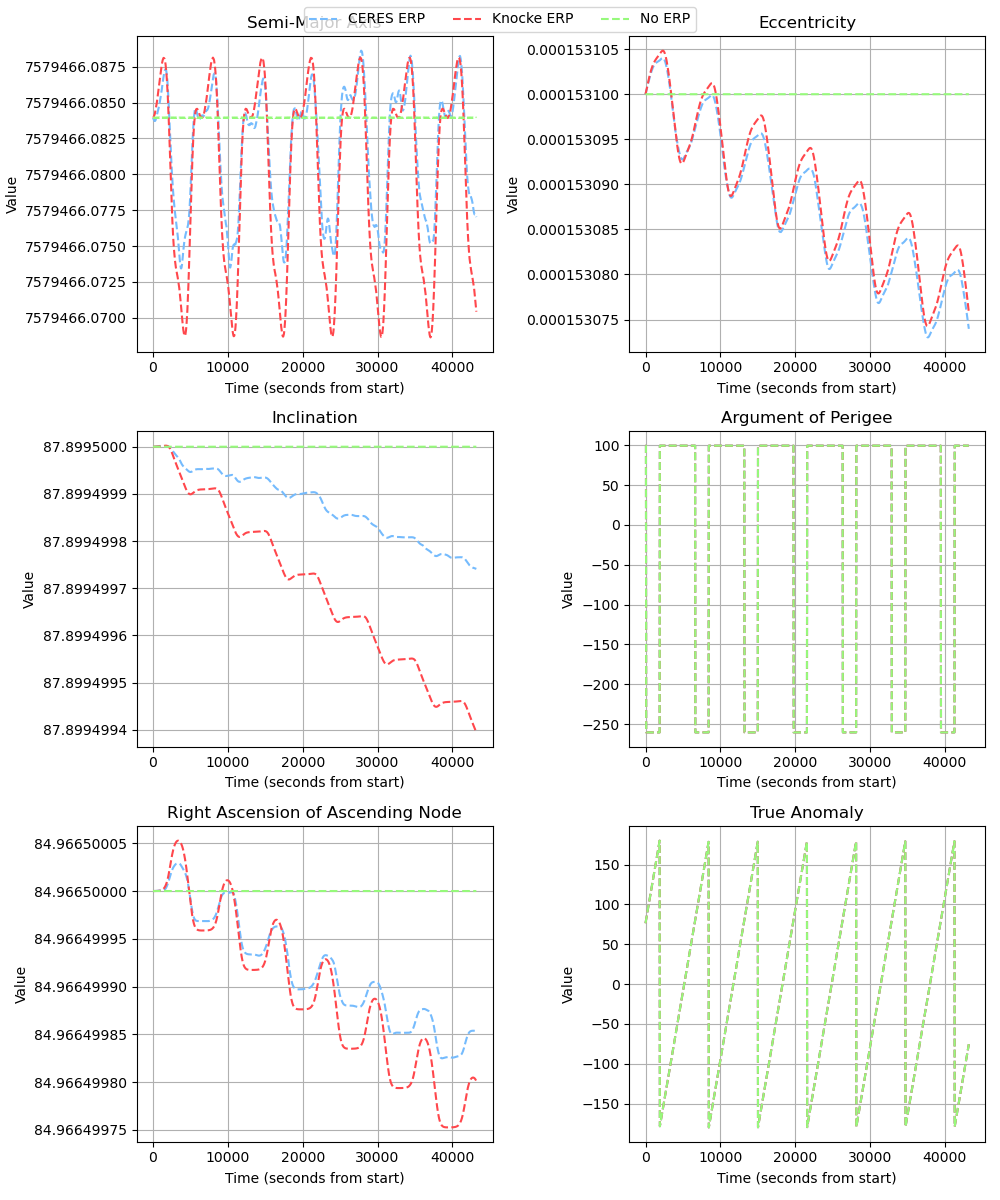 CERES ERP Knocke ERP No ERP
Semi-Major Axis
7579466.0875
7579466.0850
7579466.0825
7579466.0800
7579466.0775
7579466.0750
7579466.0725
7579466.0700
Value
0 10000 20000 30000 40000
Time (seconds from start)
Eccentricity
0.000153105
0.000153100
0.000153095
0.000153090
0.000153085
0.000153080
0.000153075
Value
0 10000 20000 30000 40000
Time (seconds from start)
Inclination
87.8995000
87.8994999
87.8994998
87.8994997
87.8994996
87.8994995
87.8994994
Value
0 10000 20000 30000 40000
Time (seconds from start)
Argument of Perigee
100
50
0
−50
−100
−150
−200
−250
Value
0 10000 20000 30000 40000
Time (seconds from start)
Right Ascension of Ascending Node
84.96650005
84.96650000
84.96649995
84.96649990
84.96649985
84.96649980
84.96649975
Value
0 10000 20000 30000 40000
Time (seconds from start)
True Anomaly
150
100
50
0
−50
−100
−150
Value
0 10000 20000 30000 40000
Time (seconds from start)